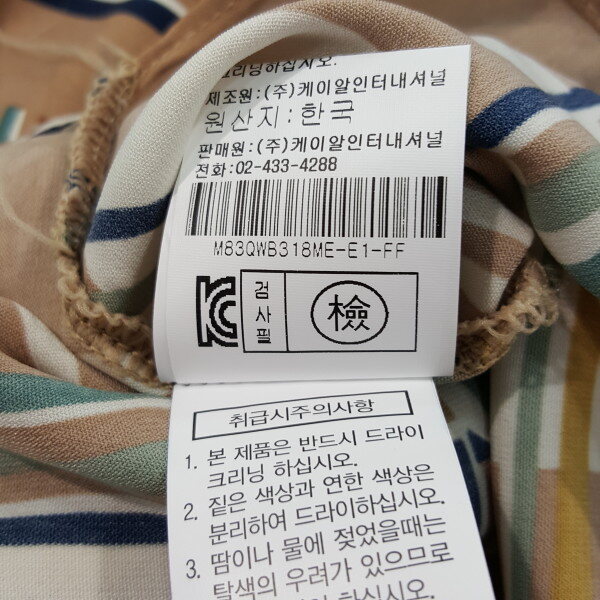 크리닝하십시오.
제조원:(주)케이알인터내셔널
원산지:한국
판매원:(주)케이알인터내셔널
전화:02-433-4288
M83QWB318ME-E1-FF
KC
검사필
檢
취급시주의사항
1. 본 제품은 반드시 드라이
크리닝 하십시오.
2. 짙은 색상과 연한 색상은
분리하여 드라이하십시오.
3. 땀이나 물에 젖었을때는
탈색의 우려가 있으므로